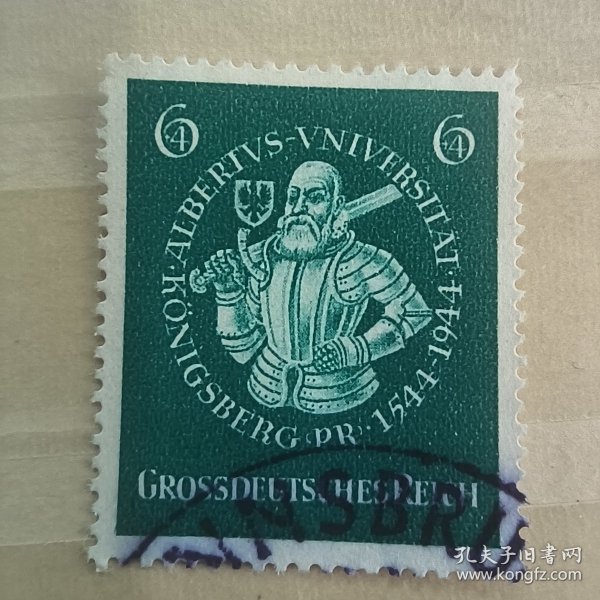 6+4
6+4
·ALBERTVS-VNIVERSITÄT·
KÖNIGSBERG·PR··1544-1944
GROSSDEUTSCHES REICH
NSBR
孔夫子旧书网
www.kongfz.com